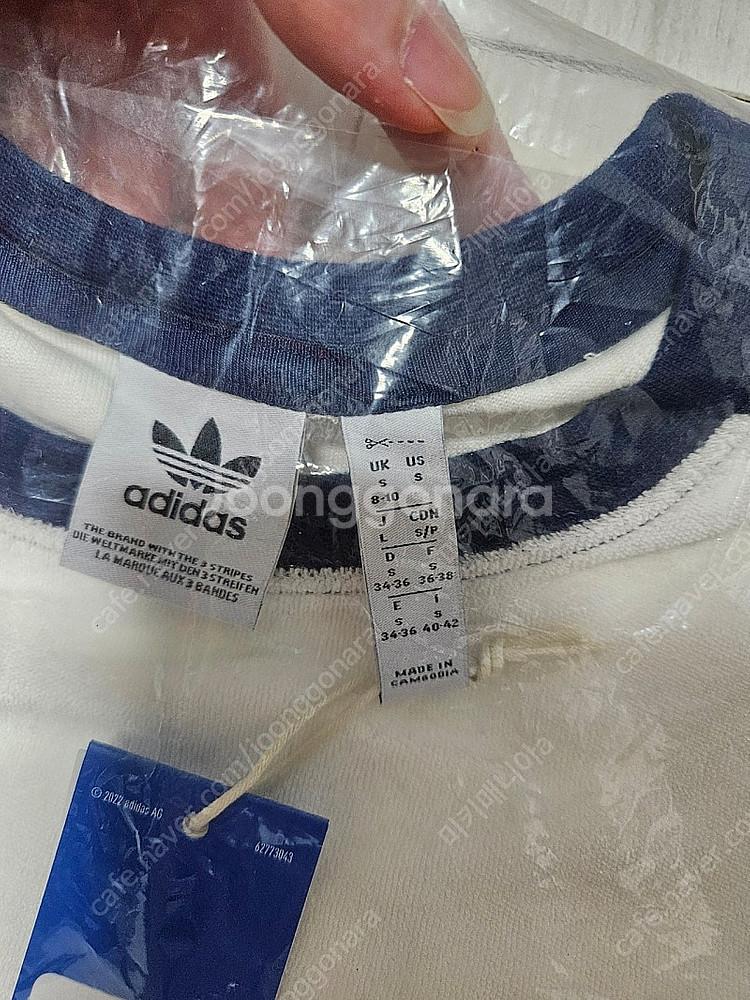 adidas
THE BRAND WITH THE 3 STRIPES
DIE WELTMARKE MIT DEN 3 STREIFEN
LA MARQUE AUX 3 BANDES
UK US
S S
8-10
J CDN
L S/P
D F
S S
34-36 36-38
E I
S S
34-36 40-42
MADE IN
CAMBODIA
© 2022 adidas AG
62773043
joonggonara
cafe.naver.com/joonggonara